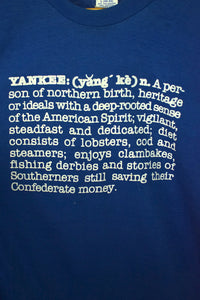 YANKEE: (yăng´ kē) n. A per-
son of northern birth, heritage
or ideals with a deep-rooted sense
of the American Spirit; vigilant,
steadfast and dedicated; diet
consists of lobsters, cod and
steamers; enjoys clambakes,
fishing derbies and stories of
Southerners still saving their
Confederate money.